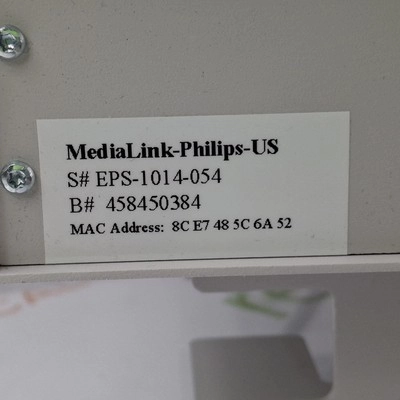 MediaLink-Philips-US
S# EPS-1014-054
B# 458450384
MAC Address: 8C E7 48 5C 6A 52